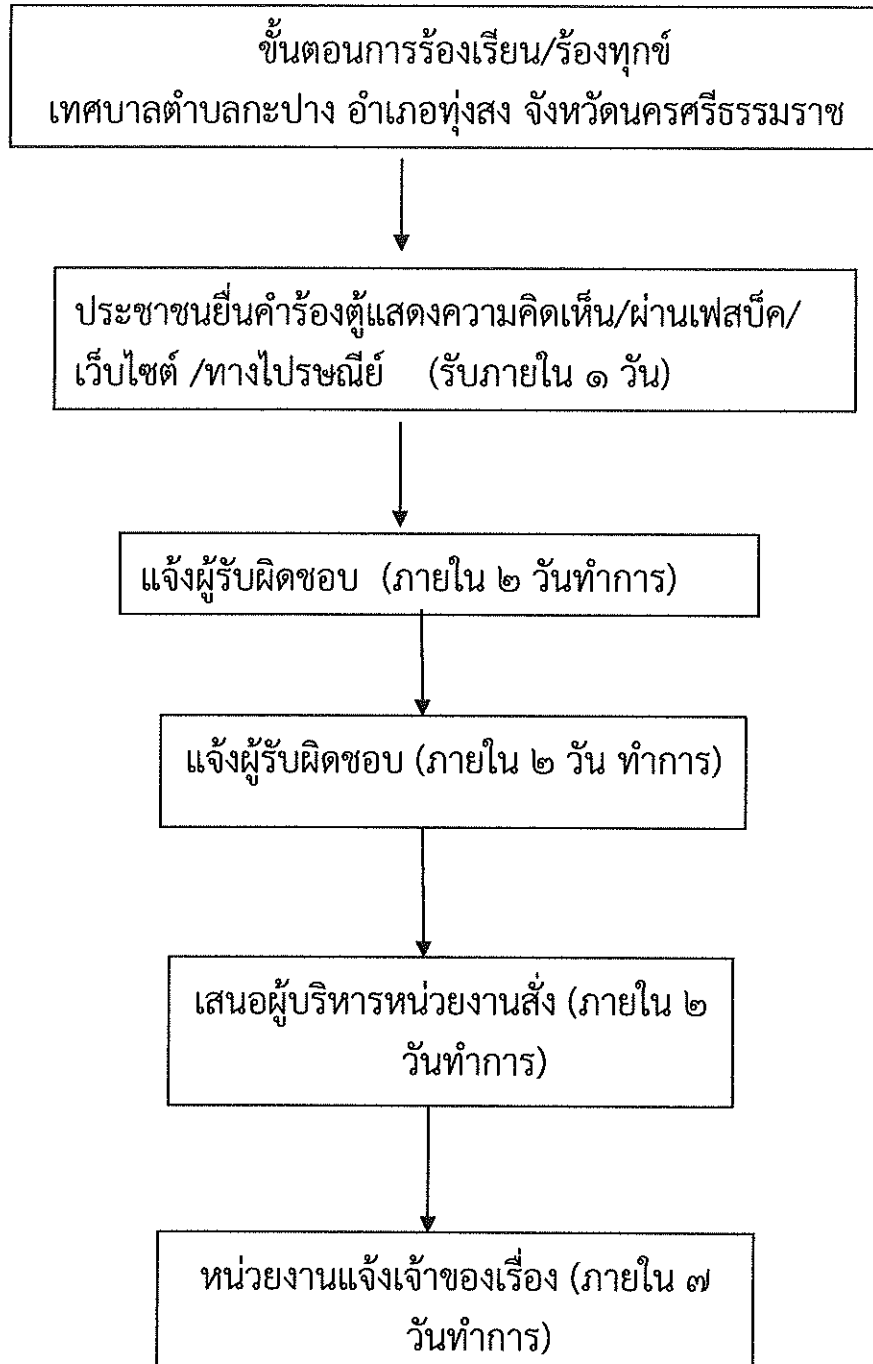 ขั้นตอนการร้องเรียน/ร้องทุกข์
เทศบาลตำบลกะปาง อำเภอทุ่งสง จังหวัดนครศรีธรรมราช
ประชาชนยื่นคำร้องตู้แสดงความคิดเห็น/ผ่านเฟสบ็ค/
เว็บไซต์ /ทางไปรษณีย์ (รับภายใน ๑ วัน)
แจ้งผู้รับผิดชอบ (ภายใน ๒ วันทำการ)
แจ้งผู้รับผิดชอบ (ภายใน ๒ วัน ทำการ)
เสนอผู้บริหารหน่วยงานสั่ง (ภายใน ๒
วันทำการ)
หน่วยงานแจ้งเจ้าของเรื่อง (ภายใน ๗
วันทำการ)